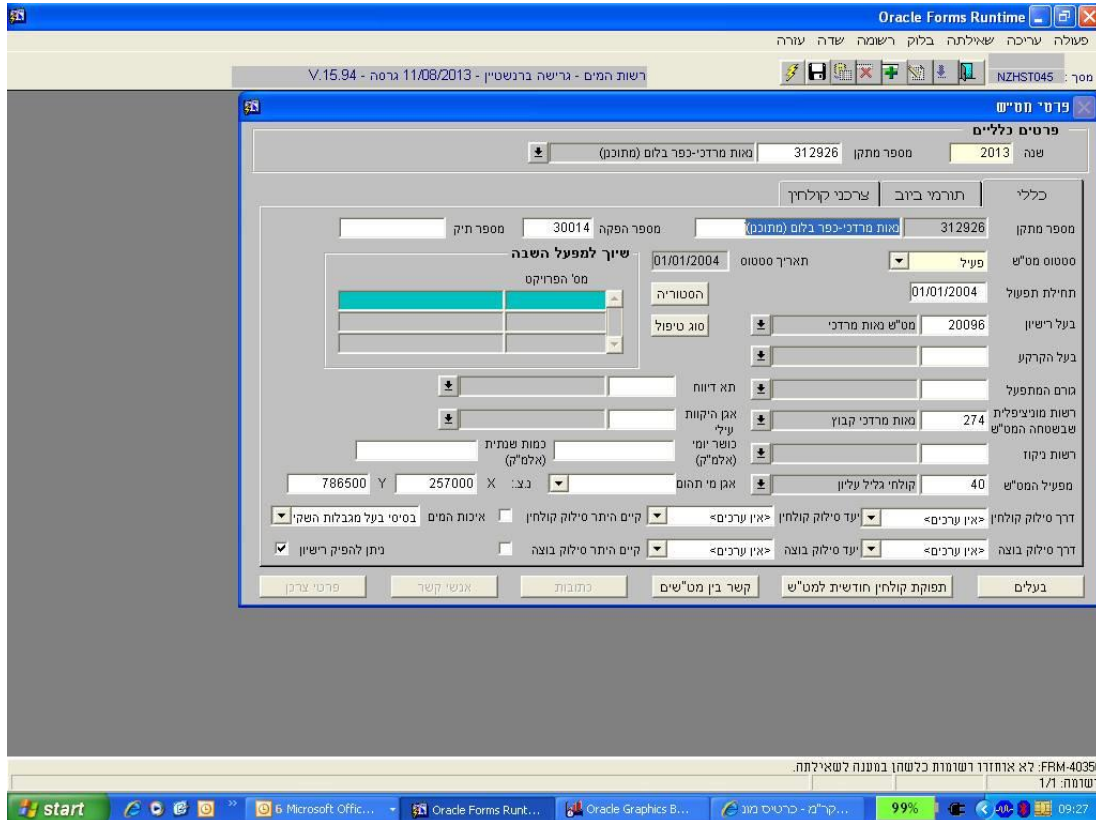 Oracle Forms Runtime
פעולה עריכה שאילתה בלוק רשומה שדה עזרה
מסך : NZHST045
רשות המים - גרישה ברנשטיין - 11/08/2013 גרסה - V.15.94
פרטי מט"ש
פרטים כלליים
שנה 2013 מספר מתקן 312926 נאות מרדכי-כפר בלום (מתוכנן)
כללי תורמי ביוב צרכני קולחין
מספר מתקן 312926 נאות מרדכי-כפר בלום (מתוכנן) מספר הפקה 30014 מספר תיק
סטטוס מט"ש פעיל תאריך סטטוס 01/01/2004 שיוך למפעל השבה
תחילת תפעול 01/01/2004 הסטוריה מס' הפרויקט
בעל רישיון 20096 מט"ש נאות מרדכי סוג טיפול
בעל הקרקע
גורם המתפעל תא דיווח
רשות מוניציפלית שבשטחה המט"ש 274 נאות מרדכי קבוץ אגן היקוות עילי
רשות ניקוז כושר יומי (אלמ"ק) כמות שנתית (אלמ"ק)
מפעיל המט"ש 40 קולחי גליל עליון אגן מי תהום נ.צ: X 257000 Y 786500
דרך סילוק קולחין <אין ערכים> יעד סילוק קולחין <אין ערכים> קיים היתר סילוק קולחין איכות המים בסיסי בעל מגבלות השקי
דרך סילוק בוצה <אין ערכים> יעד סילוק בוצה <אין ערכים> קיים היתר סילוק בוצה ניתן להפיק רישיון
בעלים תפוקת קולחין חודשית למט"ש קשר בין מט"שים כתובות אנשי קשר פרטי צרכן
FRM-4035: לא אוחזרו רשומות כלשהן במענה לשאילתה.
רשומה: 1/1
start 6 Microsoft Offic... Oracle Forms Runt... Oracle Graphics B... קר"מ - כרטיס מונ... 99% 09:27